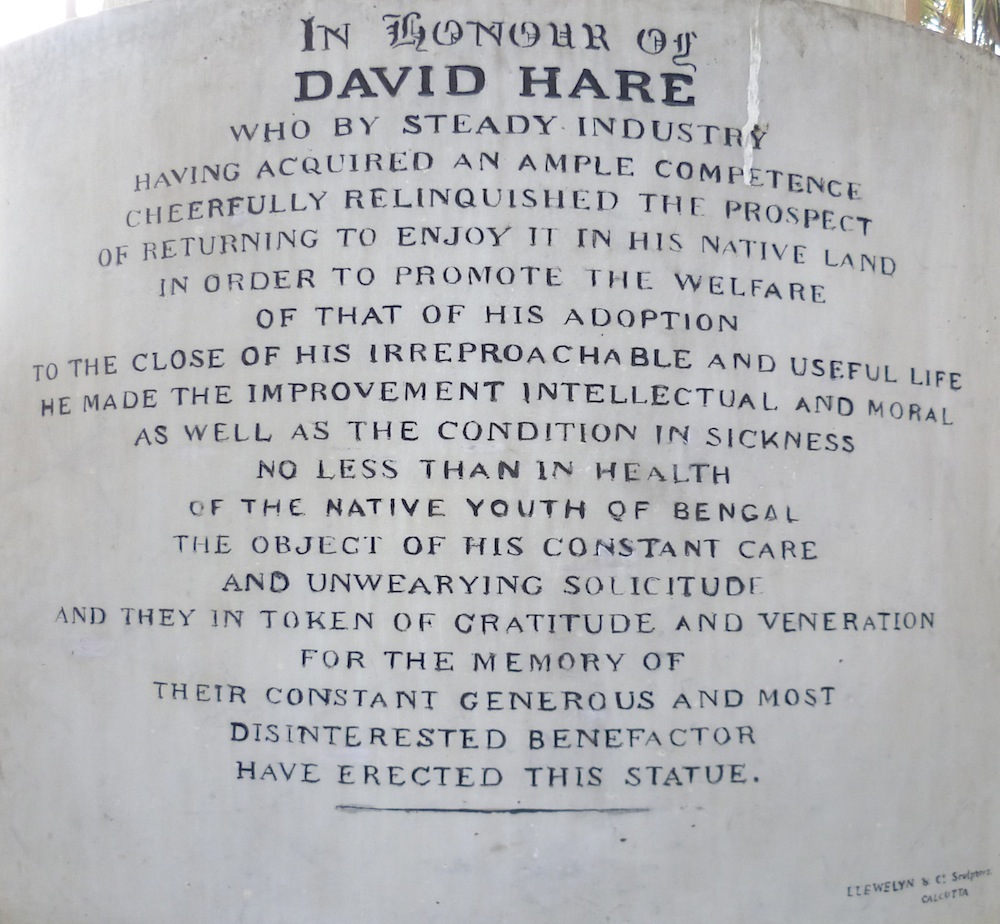 In Honour Of
DAVID HARE
WHO BY STEADY INDUSTRY
HAVING ACQUIRED AN AMPLE COMPETENCE
CHEERFULLY RELINQUISHED THE PROSPECT
OF RETURNING TO ENJOY IT IN HIS NATIVE LAND
IN ORDER TO PROMOTE THE WELFARE
OF THAT OF HIS ADOPTION
TO THE CLOSE OF HIS IRREPROACHABLE AND USEFUL LIFE
HE MADE THE IMPROVEMENT INTELLECTUAL AND MORAL
AS WELL AS THE CONDITION IN SICKNESS
NO LESS THAN IN HEALTH
OF THE NATIVE YOUTH OF BENGAL
THE OBJECT OF HIS CONSTANT CARE
AND UNWEARYING SOLICITUDE
AND THEY IN TOKEN OF GRATITUDE AND VENERATION
FOR THE MEMORY OF
THEIR CONSTANT GENEROUS AND MOST
DISINTERESTED BENEFACTOR
HAVE ERECTED THIS STATUE.
LLEWELYN & Co. Sculptors.
CALCUTTA